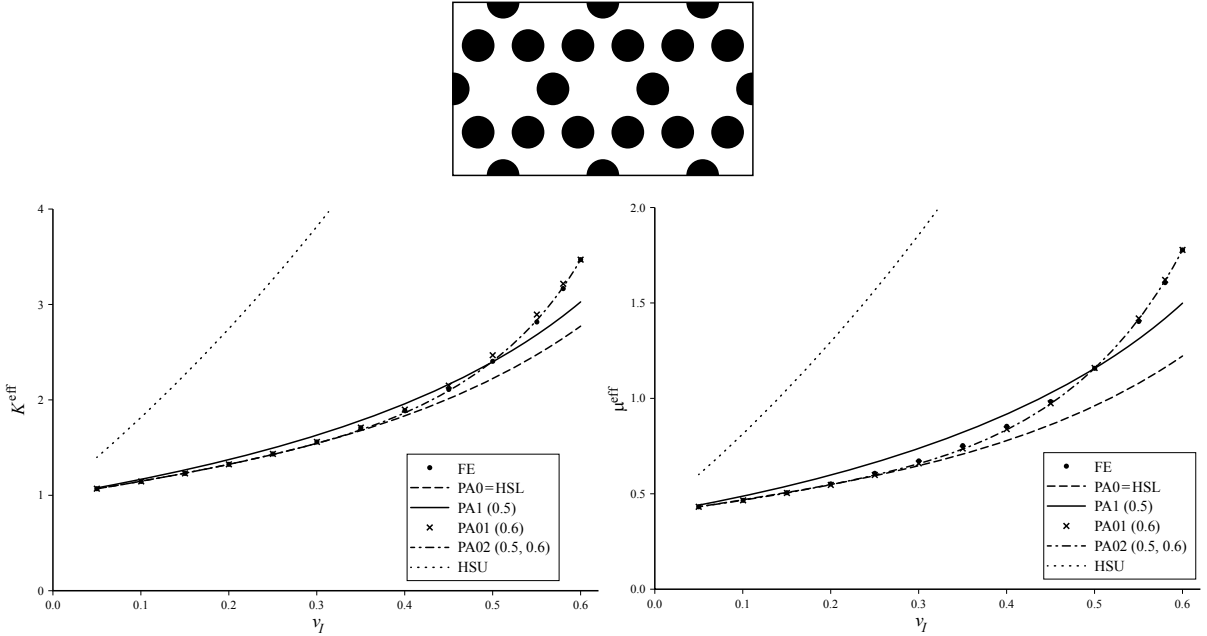 4
3
2
1
0
0.0
0.1
0.2
0.3
0.4
0.5
0.6
K^eff
v_I
FE
PA0=HSL
PA1 (0.5)
PA01 (0.6)
PA02 (0.5, 0.6)
HSU
2.0
1.5
1.0
0.5
0.0
0.0
0.1
0.2
0.3
0.4
0.5
0.6
μ^eff
v_I
FE
PA0=HSL
PA1 (0.5)
PA01 (0.6)
PA02 (0.5, 0.6)
HSU